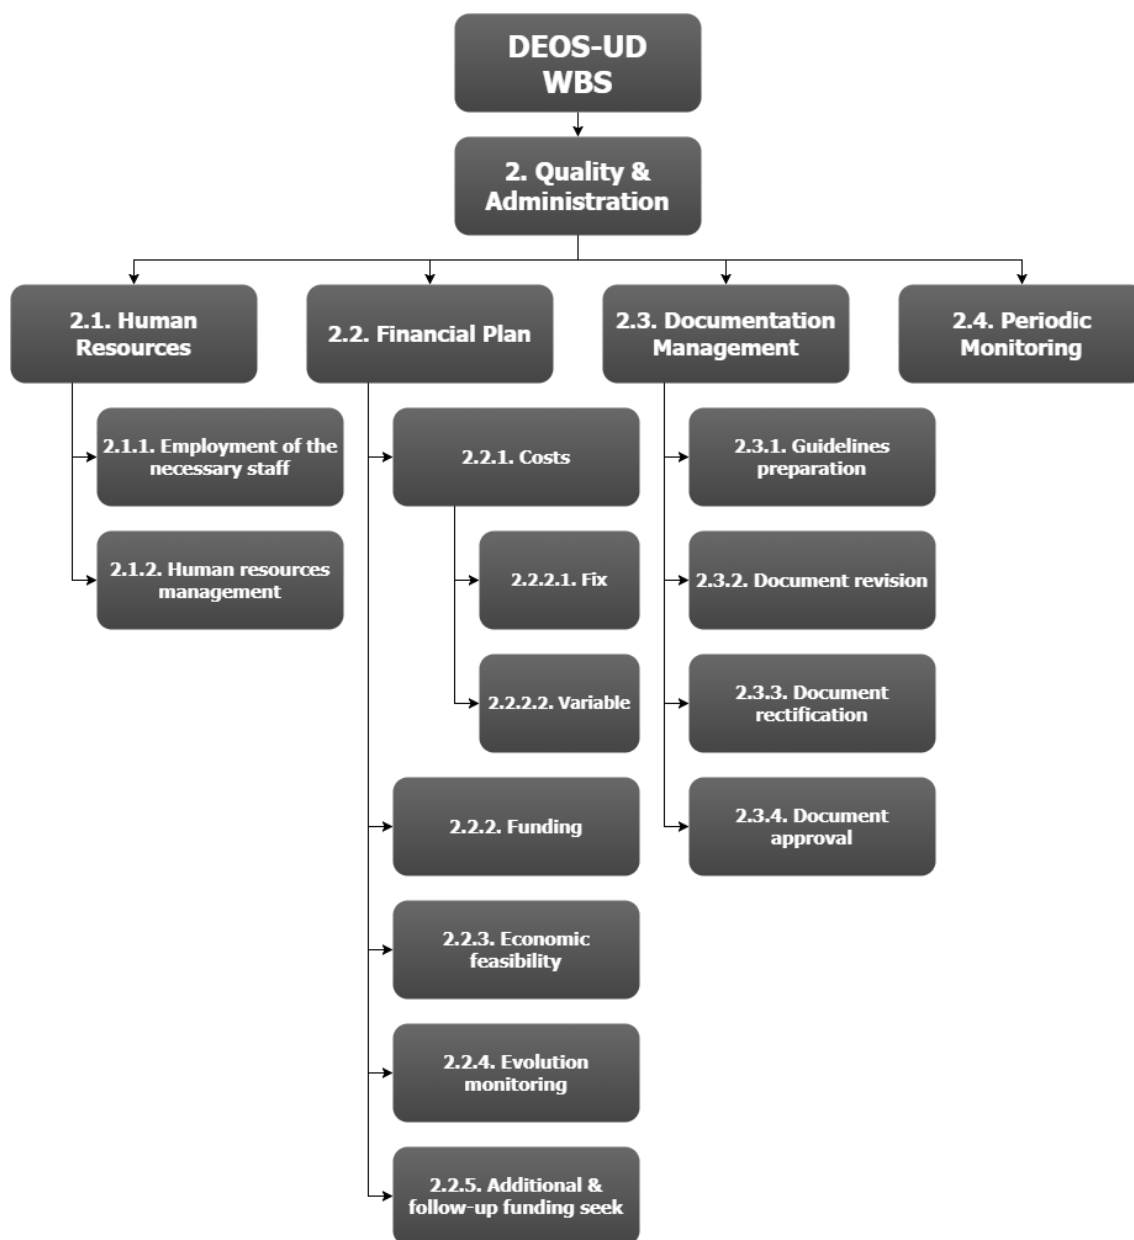 DEOS-UD
WBS
2. Quality &
Administration
2.1. Human
Resources
2.2. Financial Plan
2.3. Documentation
Management
2.4. Periodic
Monitoring
2.1.1. Employment of the
necessary staff
2.1.2. Human resources
management
2.2.1. Costs
2.2.2.1. Fix
2.2.2.2. Variable
2.2.2. Funding
2.2.3. Economic
feasibility
2.2.4. Evolution
monitoring
2.2.5. Additional &
follow-up funding seek
2.3.1. Guidelines
preparation
2.3.2. Document revision
2.3.3. Document
rectification
2.3.4. Document
approval